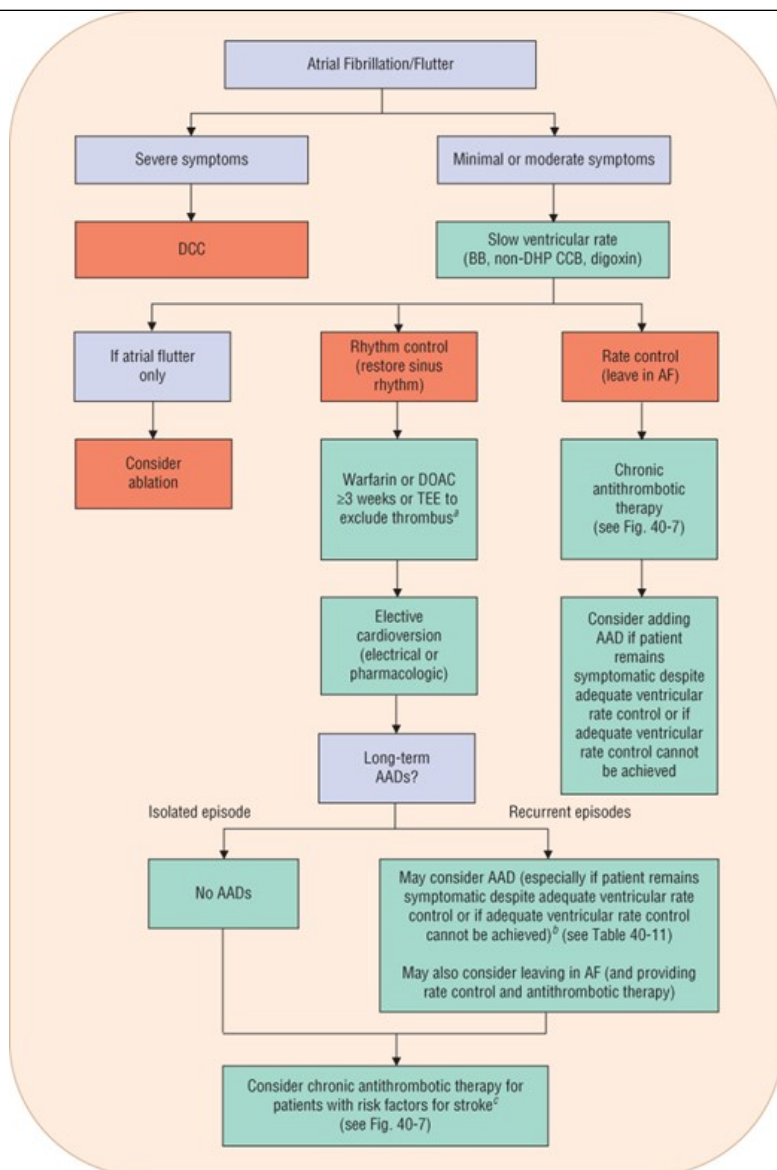 Atrial Fibrillation/Flutter
Severe symptoms
Minimal or moderate symptoms
DCC
Slow ventricular rate
(BB, non-DHP CCB, digoxin)
If atrial flutter
only
Rhythm control
(restore sinus
rhythm)
Rate control
(leave in AF)
Consider
ablation
Warfarin or DOAC
≥3 weeks or TEE to
exclude thrombusᵃ
Chronic
antithrombotic
therapy
(see Fig. 40-7)
Elective
cardioversion
(electrical or
pharmacologic)
Consider adding
AAD if patient
remains
symptomatic despite
adequate ventricular
rate control or if
adequate ventricular
rate control cannot
be achieved
Long-term
AADs?
Isolated episode
Recurrent episodes
No AADs
May consider AAD (especially if patient remains
symptomatic despite adequate ventricular rate
control or if adequate ventricular rate control
cannot be achieved)ᵇ (see Table 40-11)
May also consider leaving in AF (and providing
rate control and antithrombotic therapy)
Consider chronic antithrombotic therapy for
patients with risk factors for strokeᶜ
(see Fig. 40-7)